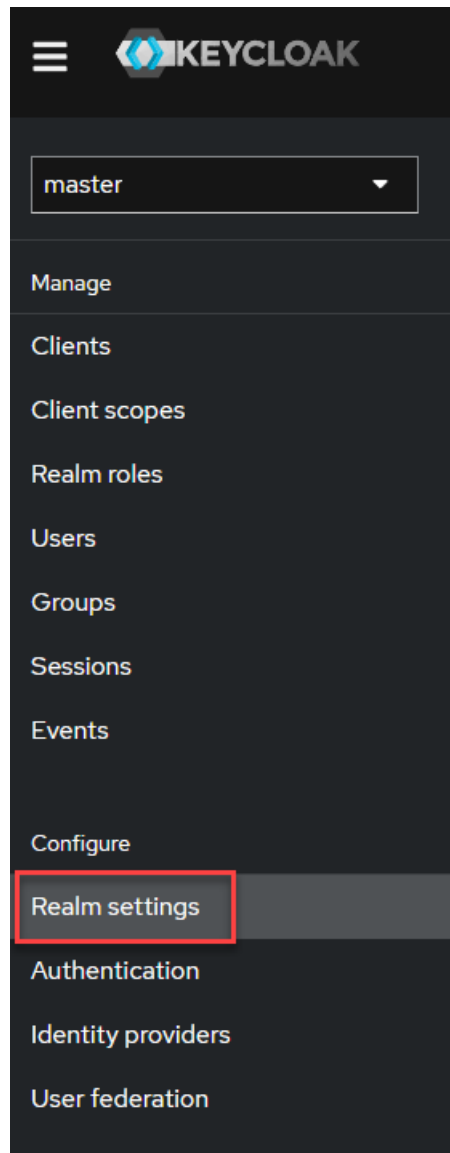 KEYCLOAK
master
Manage
Clients
Client scopes
Realm roles
Users
Groups
Sessions
Events
Configure
Realm settings
Authentication
Identity providers
User federation